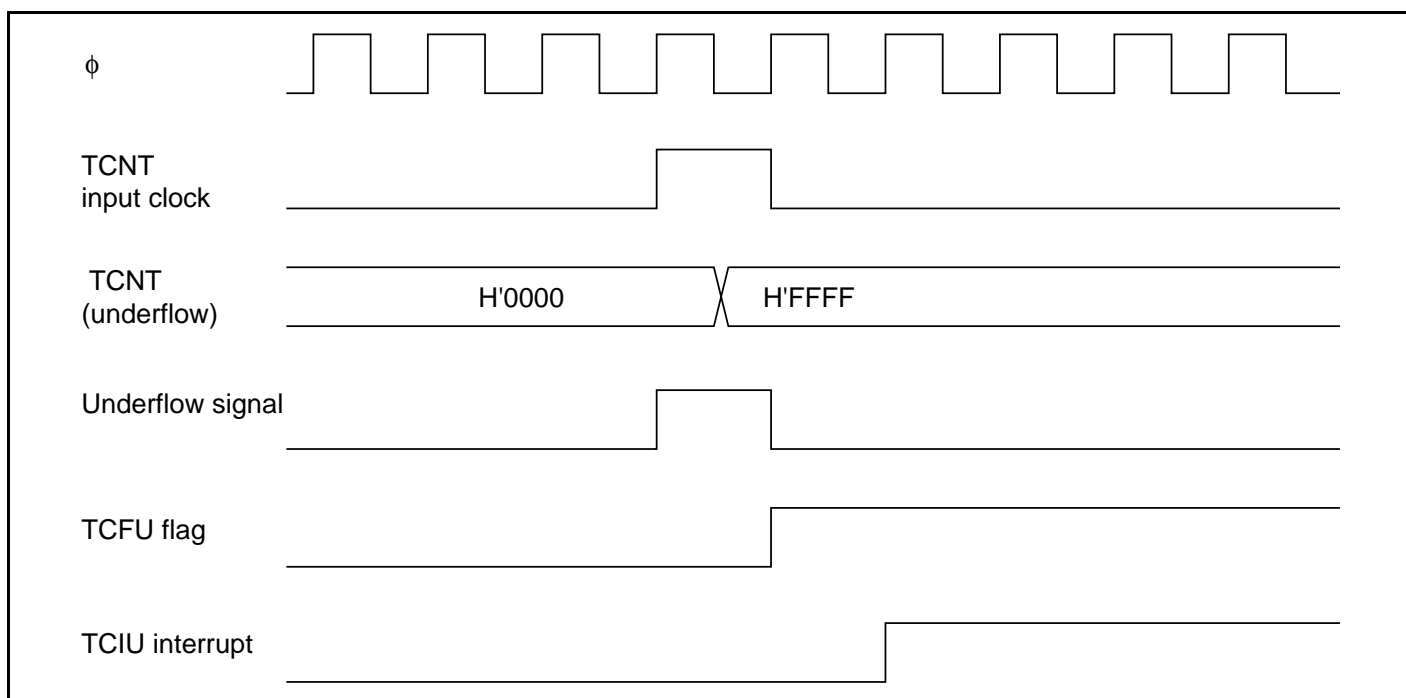 ϕ
TCNT
input clock
TCNT
(underflow)
H'0000
H'FFFF
Underflow signal
TCFU flag
TCIU interrupt